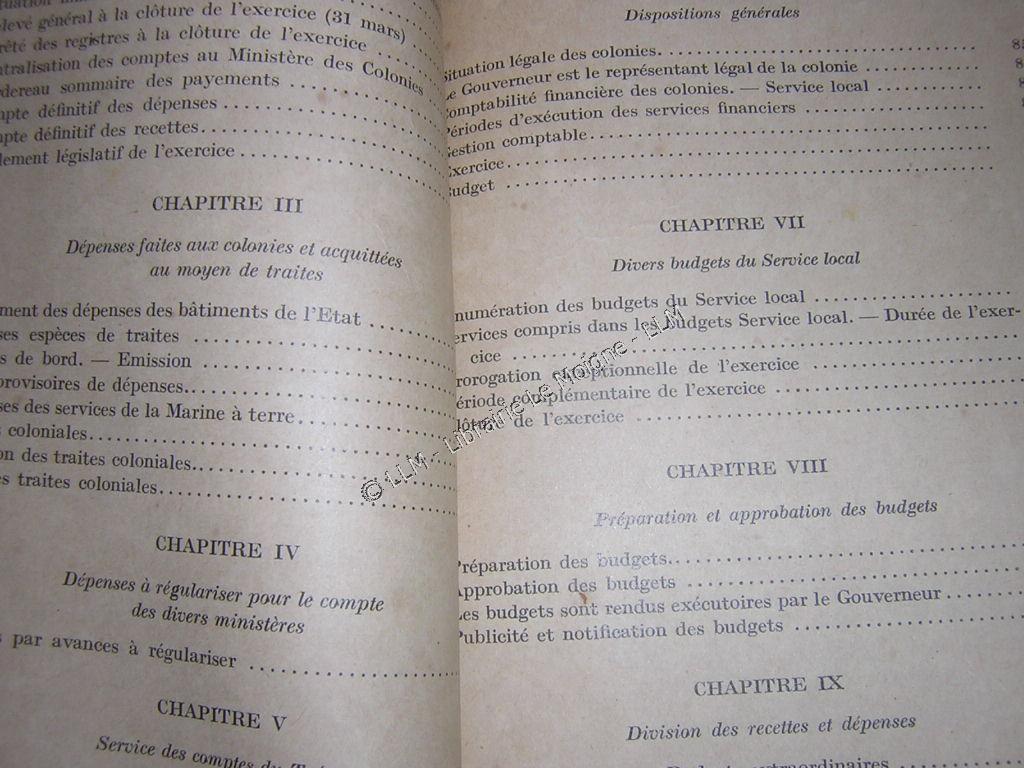 levé général à la clôture de l'exercice (31 mars)
rêté des registres à la clôture de l'exercice
ntralisation des comptes au Ministère des Colonies
rdereau sommaire des payements
mpte définitif des dépenses
mpte définitif des recettes
glement législatif de l'exercice
CHAPITRE III
Dépenses faites aux colonies et acquittées
au moyen de traites
ment des dépenses des bâtiments de l'Etat
ses espèces de traites
s de bord. — Emission
provisoires de dépenses
ses des services de la Marine à terre
s coloniales
on des traites coloniales
es traites coloniales
CHAPITRE IV
Dépenses à régulariser pour le compte
des divers ministères
s par avances à régulariser
CHAPITRE V
Service des comptes du
Dispositions générales
Situation légale des colonies
Le Gouverneur est le représentant légal de la colonie
Comptabilité financière des colonies. — Service local
Périodes d'exécution des services financiers
Gestion comptable
Exercice
Budget
CHAPITRE VII
Divers budgets du Service local
numération des budgets du Service local
ervices compris dans les budgets Service local. — Durée de l'exer-
cice
rorogation exceptionnelle de l'exercice
ériode complémentaire de l'exercice
lôture de l'exercice
CHAPITRE VIII
Préparation et approbation des budgets
Préparation des budgets
Approbation des budgets
Les budgets sont rendus exécutoires par le Gouverneur
Publicité et notification des budgets
CHAPITRE IX
Division des recettes et dépenses
extraordinaires
© LLM - Librairie Le Moigne - LLM